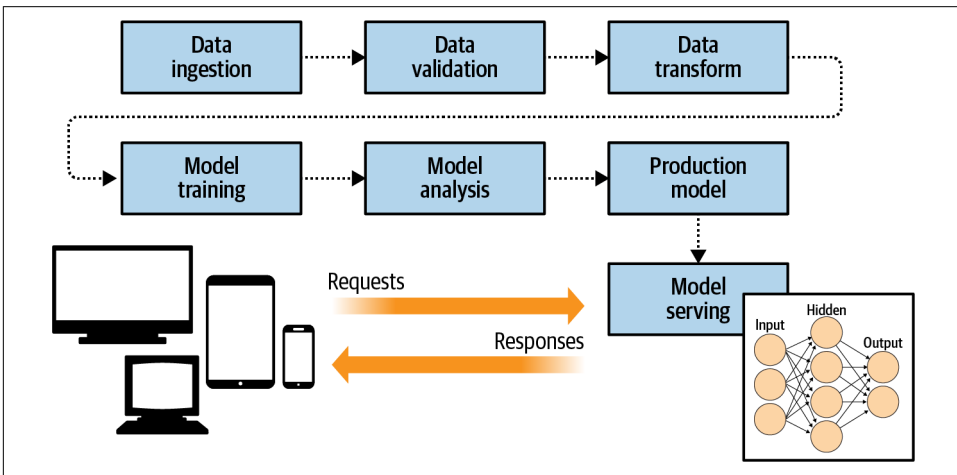 Data
ingestion
Data
validation
Data
transform
Model
training
Model
analysis
Production
model
Requests
Model
serving
Responses
Input
Hidden
Output